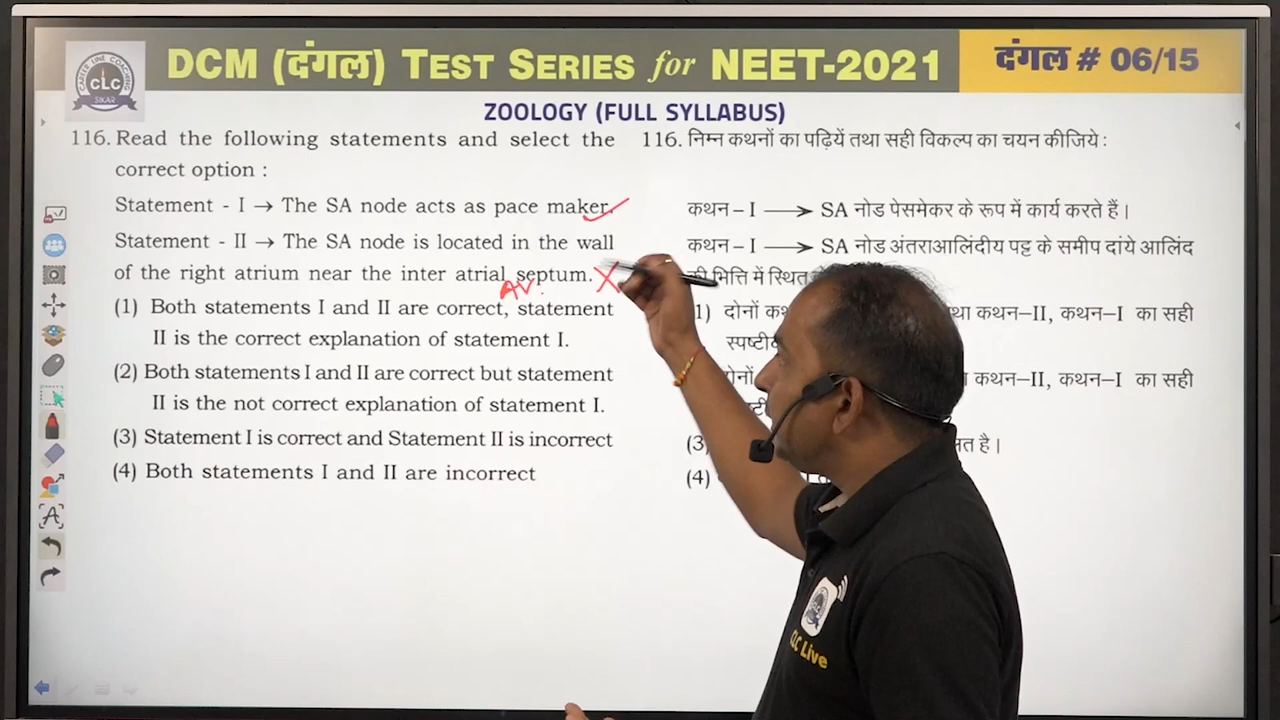 DCM (दंगल) TEST SERIES for NEET-2021
दंगल # 06/15
CAREER LINE COACHING
CLC
SIKAR
ZOOLOGY (FULL SYLLABUS)
116. Read the following statements and select the
correct option :
Statement - I → The SA node acts as pace maker.
Statement - II → The SA node is located in the wall
of the right atrium near the inter atrial septum.
AV.
(1) Both statements I and II are correct, statement
II is the correct explanation of statement I.
(2) Both statements I and II are correct but statement
II is the not correct explanation of statement I.
(3) Statement I is correct and Statement II is incorrect
(4) Both statements I and II are incorrect
116. निम्न कथनों का पढ़ियें तथा सही विकल्प का चयन कीजिये :
कथन – I → SA नोड पेसमेकर के रूप में कार्य करते हैं।
कथन – I → SA नोड अंतराआलिंदीय पट्ट के समीप दांये आलिंद
की भित्ति में स्थित
1) दोनों कथन–II, कथन–I का सही
कथन–II, कथन–I का सही
(3)
है।
(4)
CLC Live